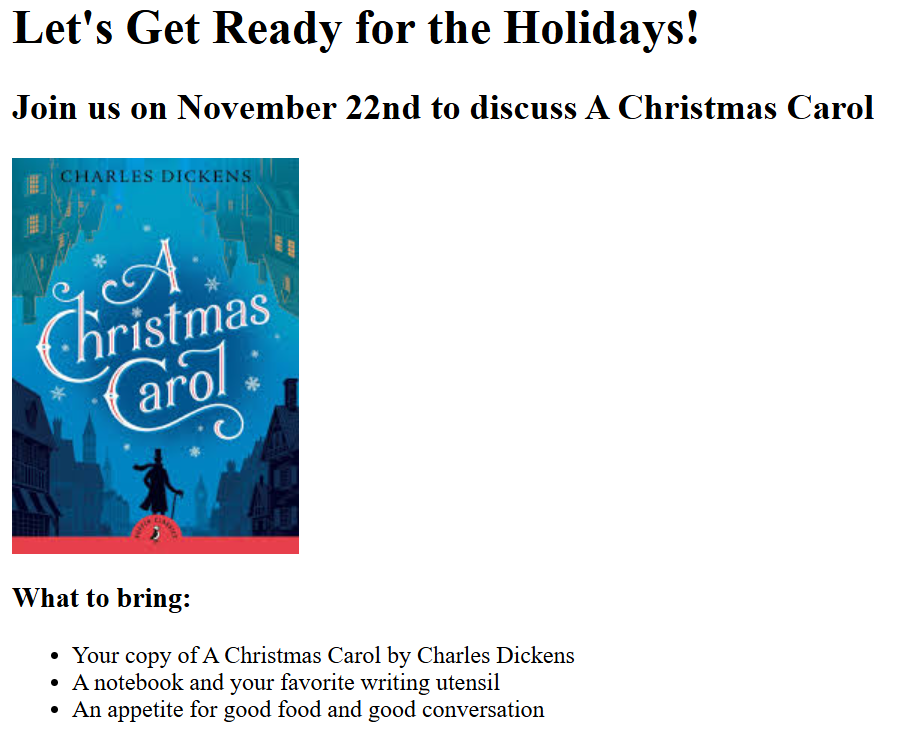 Let's Get Ready for the Holidays!
Join us on November 22nd to discuss A Christmas Carol
CHARLES DICKENS
A
Christmas
Carol
PUFFIN CLASSICS
What to bring:
Your copy of A Christmas Carol by Charles Dickens
A notebook and your favorite writing utensil
An appetite for good food and good conversation